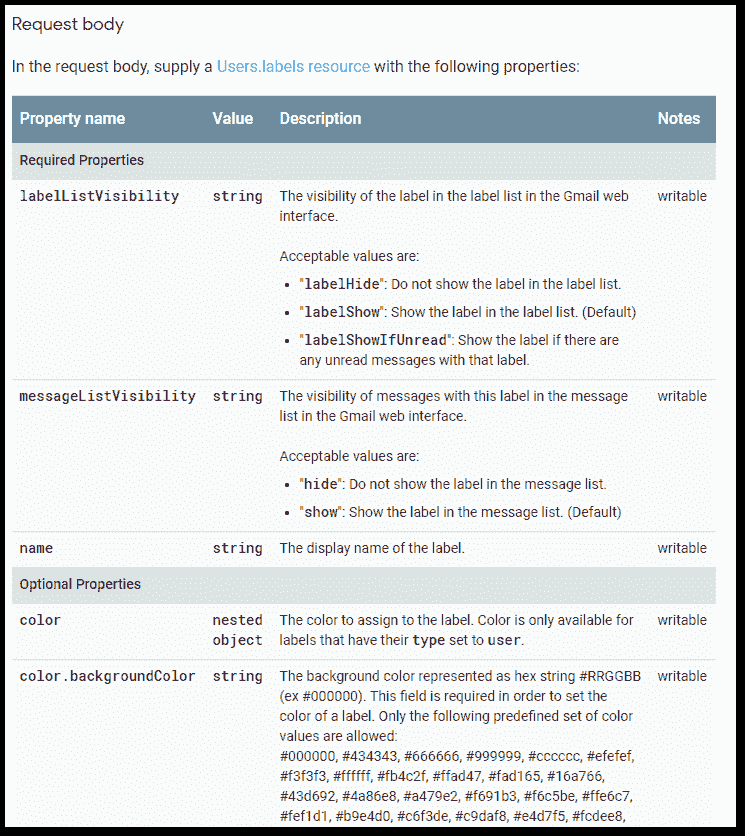 Request body
In the request body, supply a Users.labels resource with the following properties:
Property name Value Description Notes
Required Properties
labelListVisibility string The visibility of the label in the label list in the Gmail web writable
interface.
Acceptable values are:
• "labelHide": Do not show the label in the label list.
• "labelShow": Show the label in the label list. (Default)
• "labelShowIfUnread": Show the label if there are
any unread messages with that label.
messageListVisibility string The visibility of messages with this label in the message writable
list in the Gmail web interface.
Acceptable values are:
• "hide": Do not show the label in the message list.
• "show": Show the label in the message list. (Default)
name string The display name of the label. writable
Optional Properties
color nested The color to assign to the label. Color is only available for writable
object labels that have their type set to user.
color.backgroundColor string The background color represented as hex string #RRGGBB writable
(ex #000000). This field is required in order to set the
color of a label. Only the following predefined set of color
values are allowed:
#000000, #434343, #666666, #999999, #cccccc, #efefef,
#f3f3f3, #ffffff, #fb4c2f, #ffad47, #fad165, #16a766,
#43d692, #4a86e8, #a479e2, #f691b3, #f6c5be, #ffe6c7,
#fef1d1, #b9e4d0, #c6f3de, #c9daf8, #e4d7f5, #fcdee8,